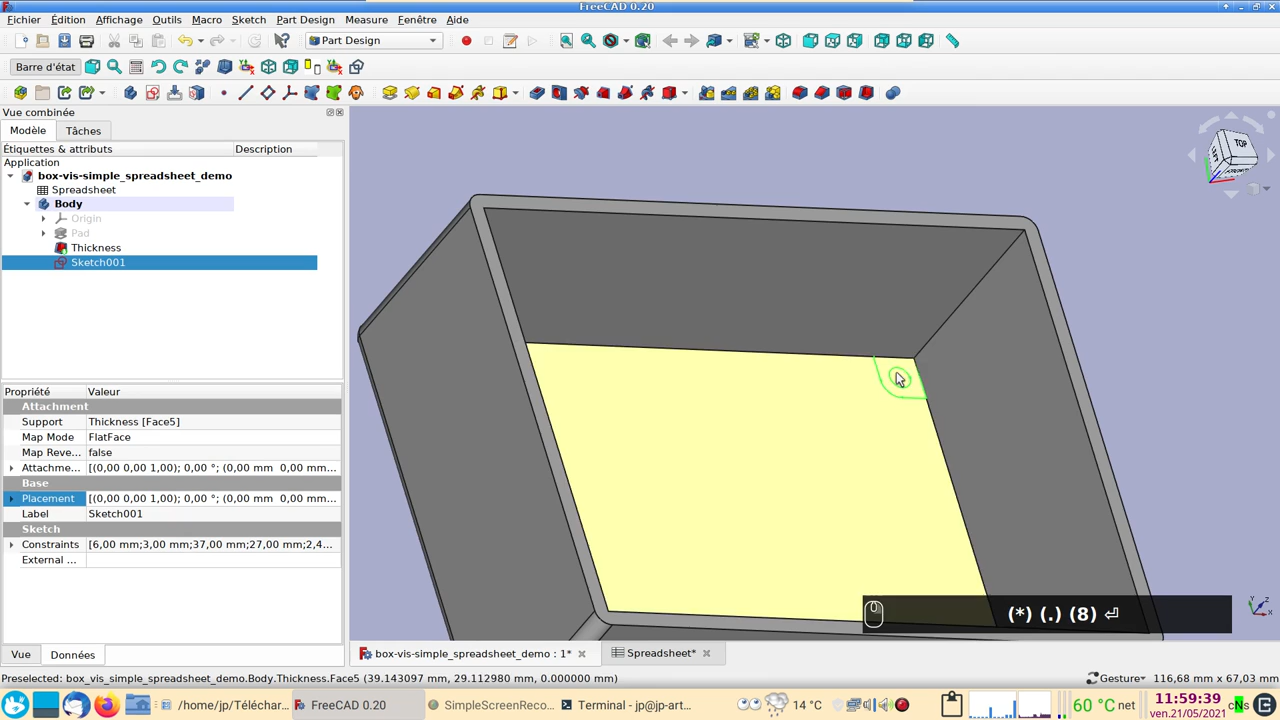 FreeCAD 0.20
Fichier Édition Affichage Outils Macro Sketch Part Design Measure Fenêtre Aide
Part Design
Barre d'état
Vue combinée
Modèle Tâches
Étiquettes & attributs Description
Application
box-vis-simple_spreadsheet_demo
Spreadsheet
Body
Origin
Pad
Thickness
Sketch001
TOP
LEFT
Propriété Valeur
Attachment
Support Thickness [Face5]
Map Mode FlatFace
Map Reve... false
Attachme... [(0,00 0,00 1,00); 0,00 °; (0,00 mm 0,00 mm...
Base
Placement [(0,00 0,00 1,00); 0,00 °; (0,00 mm 0,00 mm...
Label Sketch001
Sketch
Constraints [6,00 mm;3,00 mm;37,00 mm;27,00 mm;2,4...
External ...
(*) (.) (8) ⏎
Vue Données
box-vis-simple_spreadsheet_demo : 1*
Spreadsheet*
Preselected: box_vis_simple_spreadsheet_demo.Body.Thickness.Face5 (39.143097 mm, 29.112980 mm, 0.000000 mm)
Gesture
116,68 mm x 67,03 mm
/home/jp/Téléchar...
FreeCAD 0.20
SimpleScreenReco...
Terminal - jp@jp-art...
14 °C
60 °C net
11:59:39
ven.21/05/2021